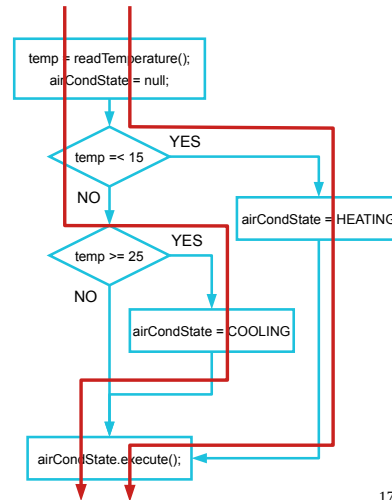 temp = readTemperature();
airCondState = null;
temp =< 15
YES
NO
airCondState = HEATING
temp >= 25
YES
NO
airCondState = COOLING
airCondState.execute();
17